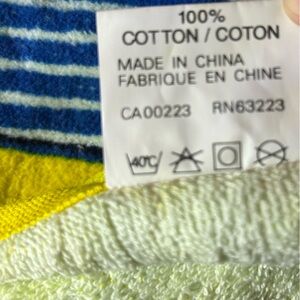 100%
COTTON / COTON
MADE IN CHINA
FABRIQUE EN CHINE
CA00223 RN63223
40℃